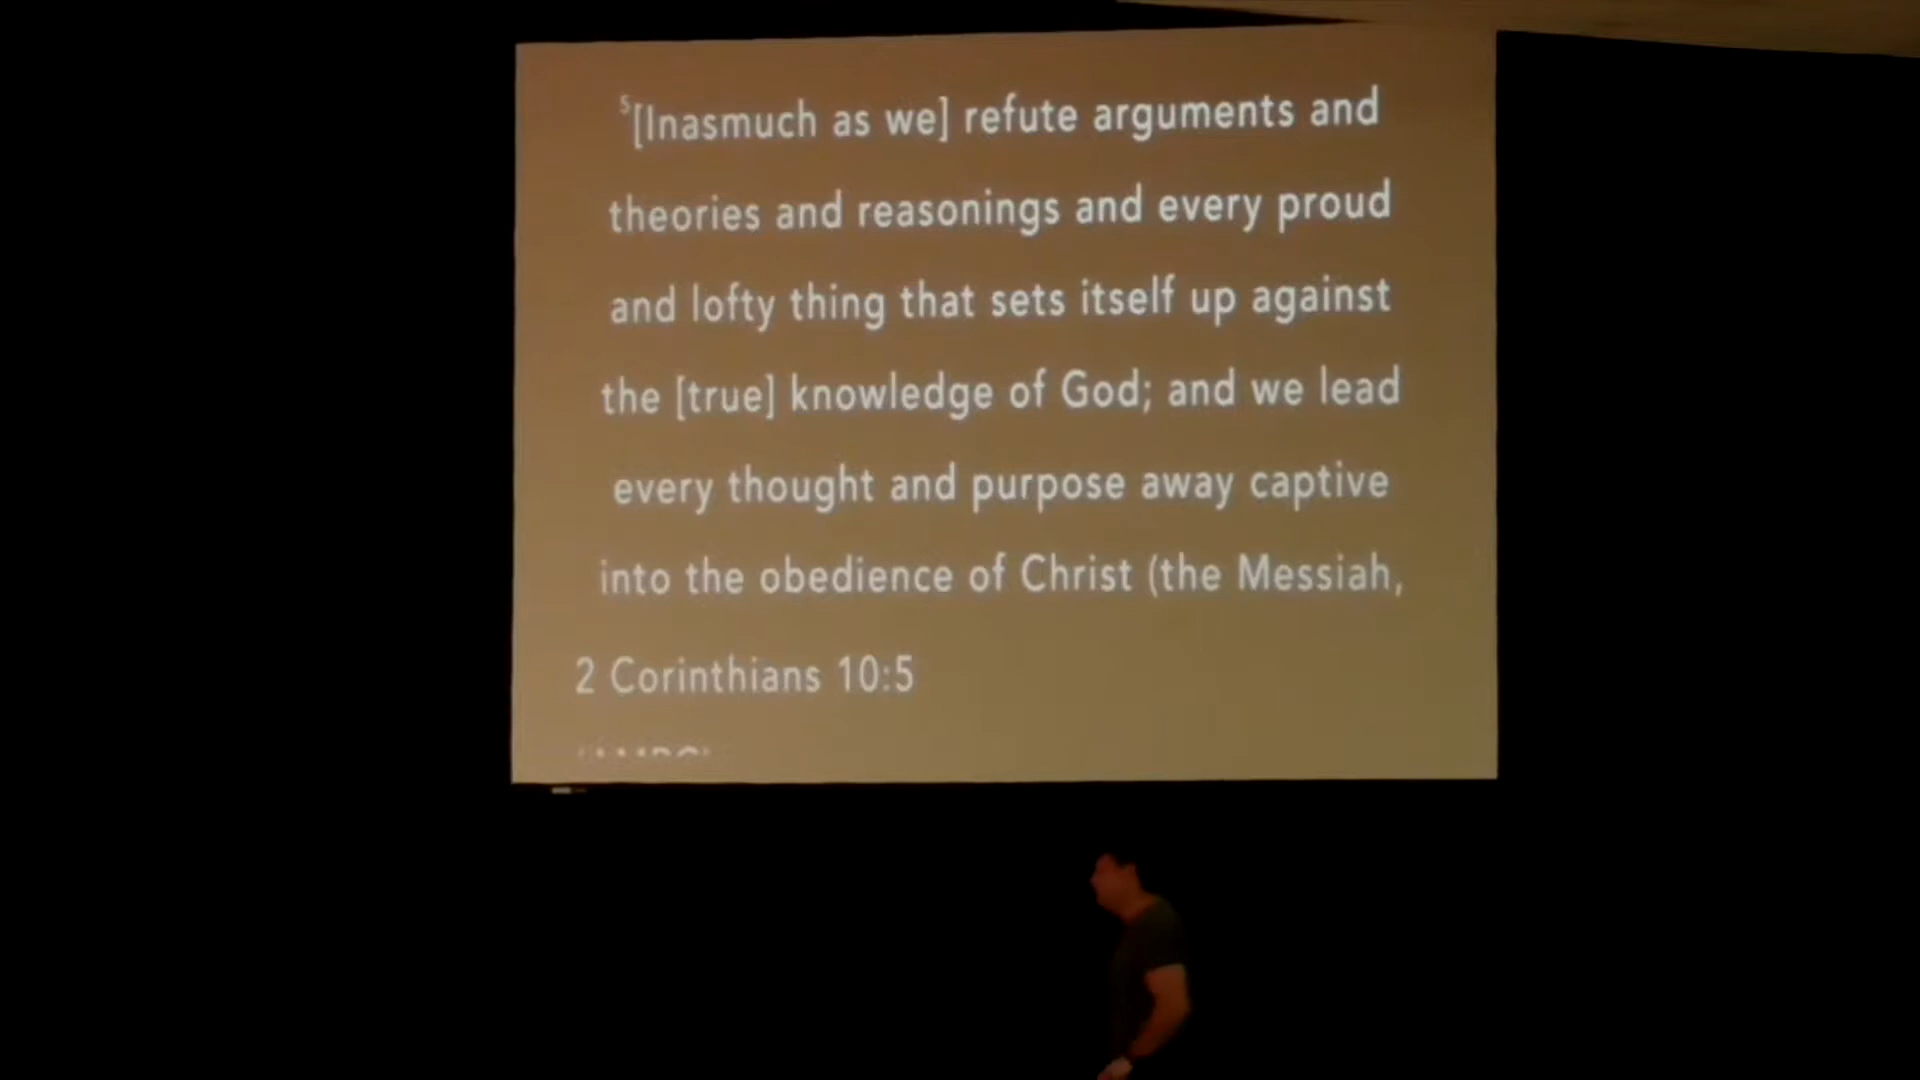 5[Inasmuch as we] refute arguments and
theories and reasonings and every proud
and lofty thing that sets itself up against
the [true] knowledge of God; and we lead
every thought and purpose away captive
into the obedience of Christ (the Messiah,
2 Corinthians 10:5